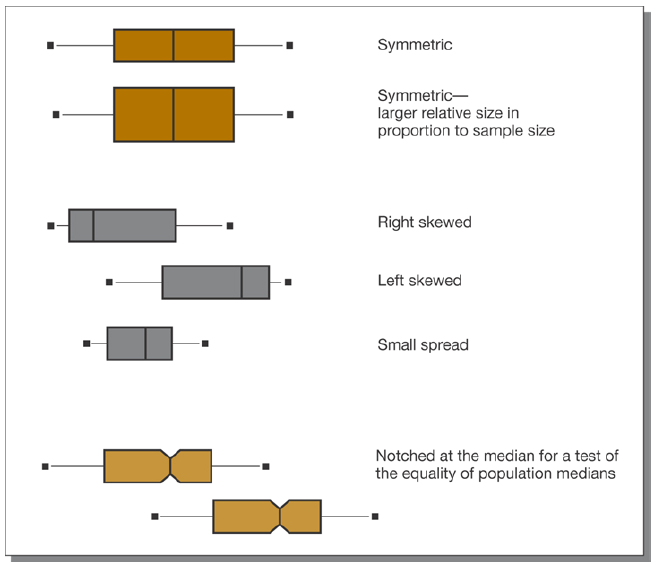 Symmetric
Symmetric—
larger relative size in
proportion to sample size
Right skewed
Left skewed
Small spread
Notched at the median for a test of
the equality of population medians